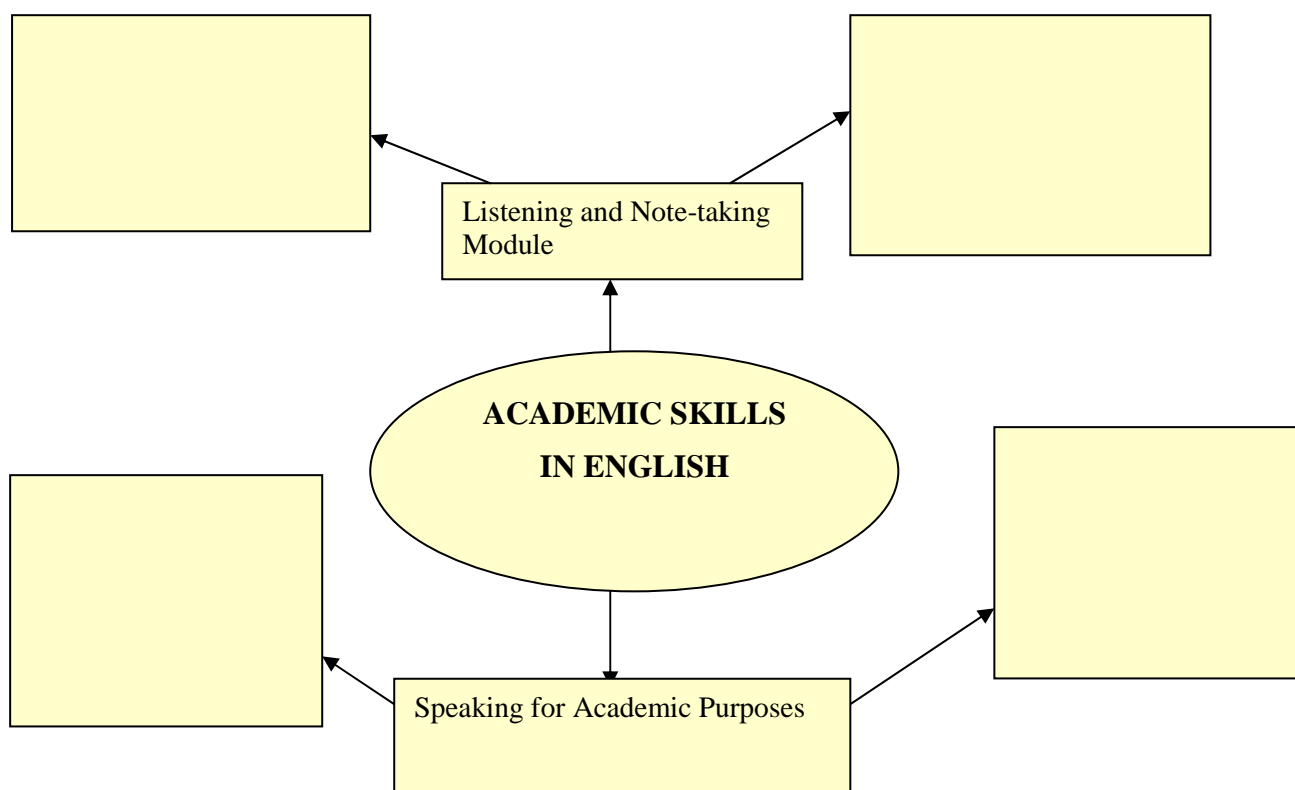 Listening and Note-taking
Module
ACADEMIC SKILLS
IN ENGLISH
Speaking for Academic Purposes